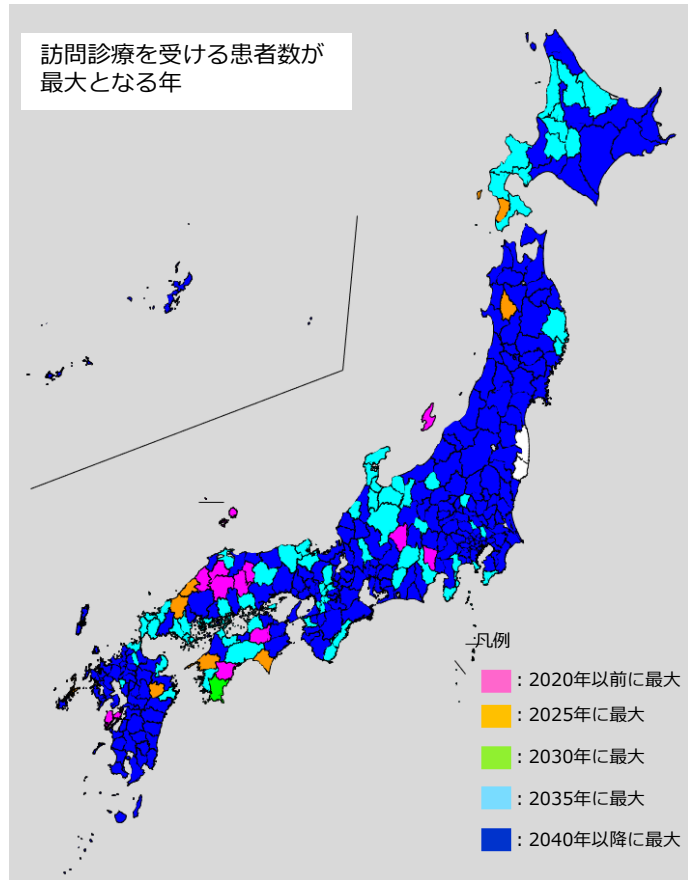 訪問診療を受ける患者数が
最大となる年
凡例
：2020年以前に最大
：2025年に最大
：2030年に最大
：2035年に最大
：2040年以降に最大